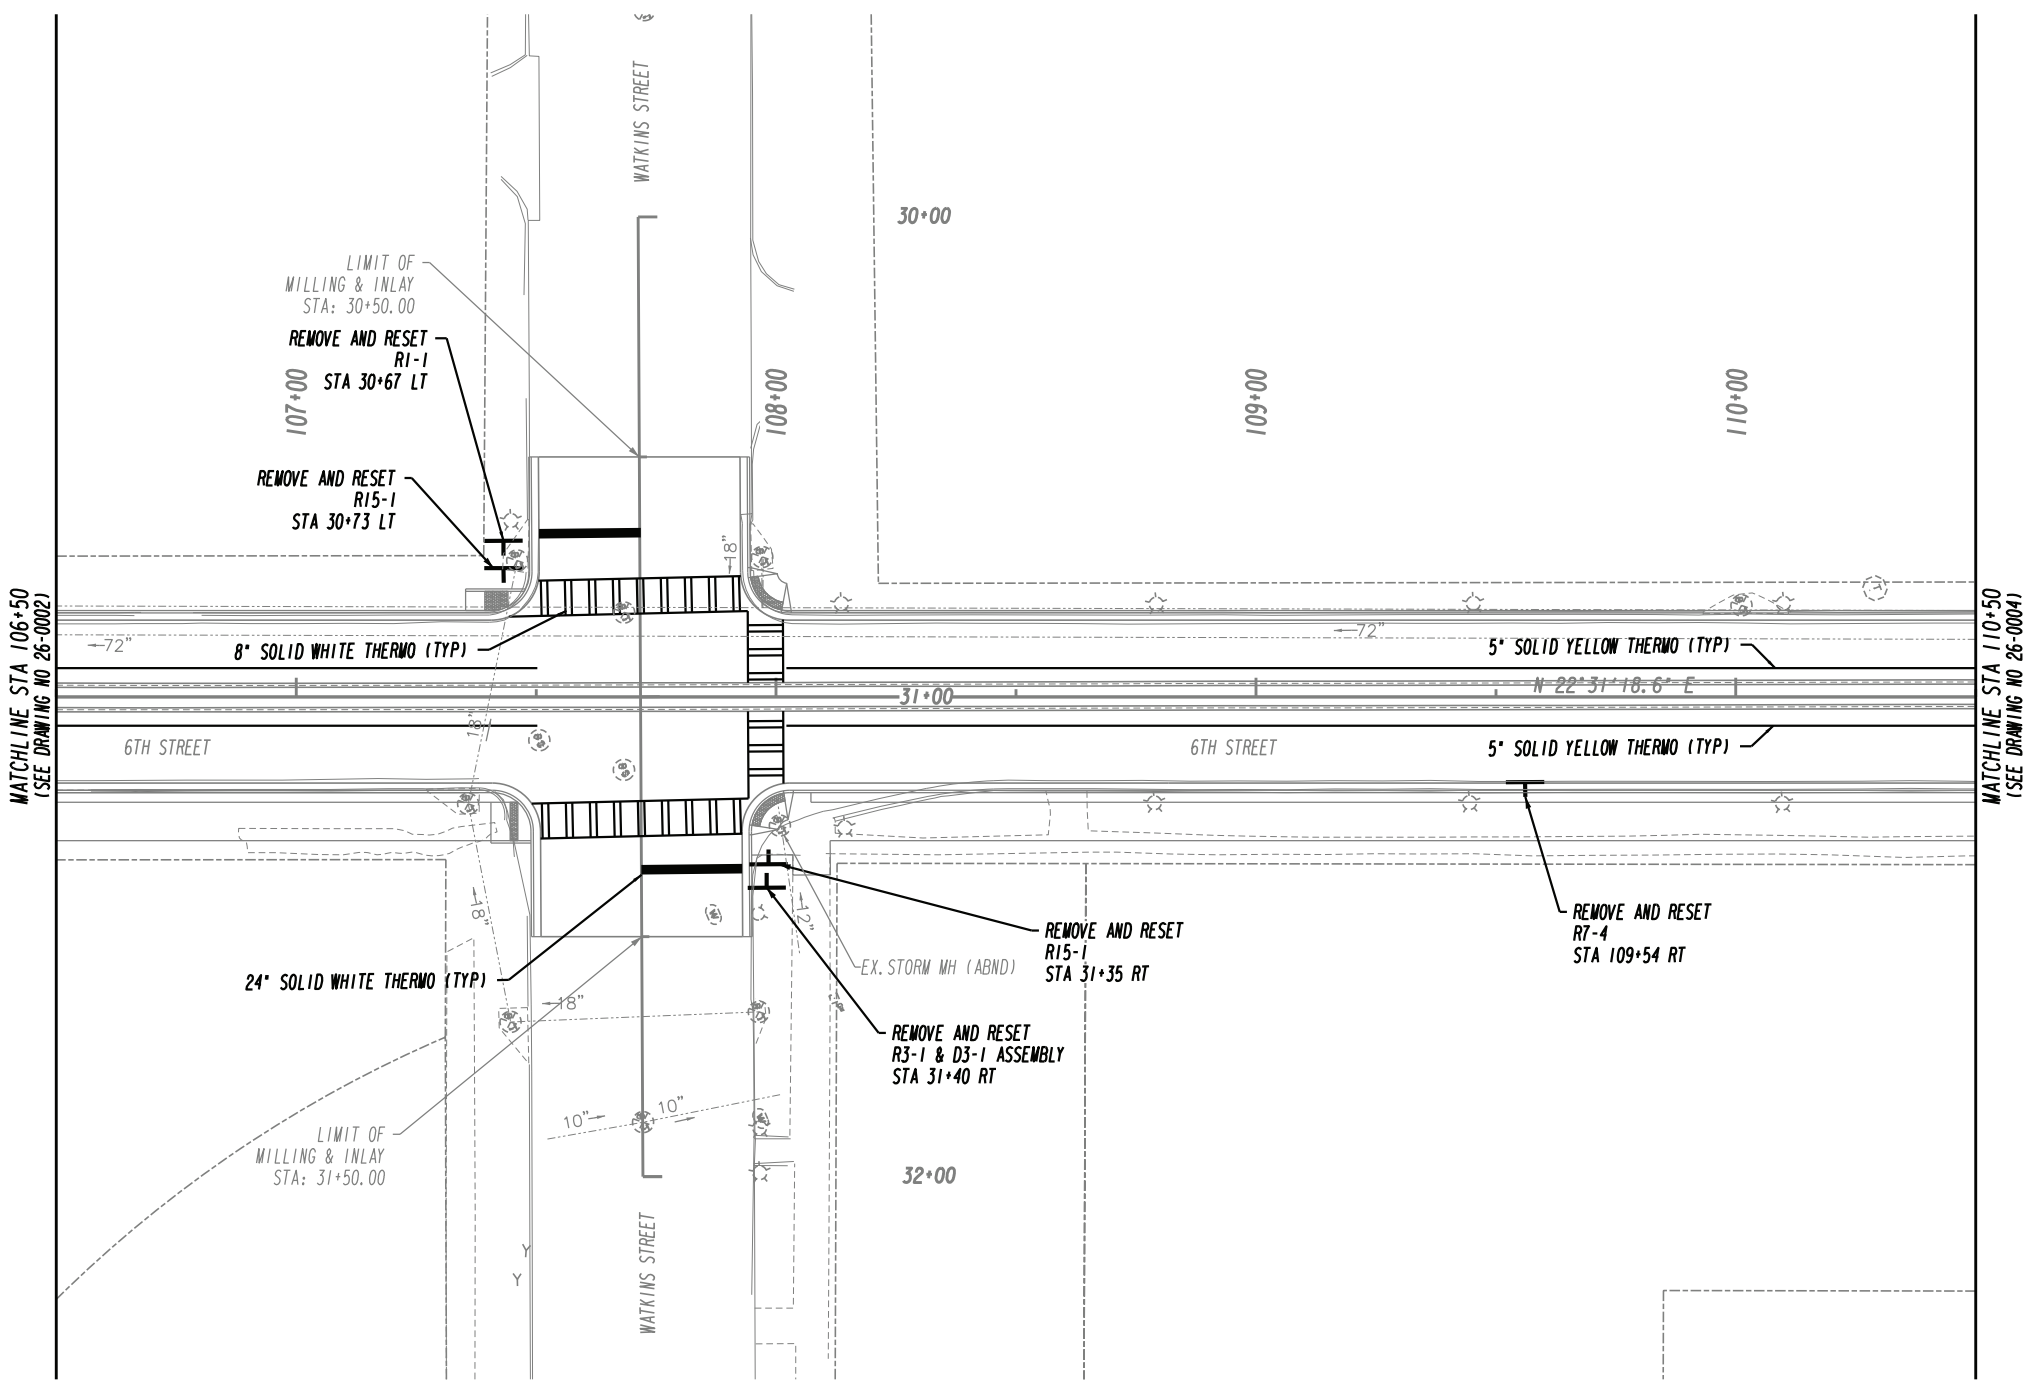 WATKINS STREET
30+00
LIMIT OF
MILLING & INLAY
STA: 30+50.00
REMOVE AND RESET
R1-1
STA 30+67 LT
107+00
108+00
109+00
110+00
REMOVE AND RESET
R15-1
STA 30+73 LT
18"
MATCHLINE STA 106+50
(SEE DRAWING NO 26-0002)
72"
8" SOLID WHITE THERMO (TYP)
72"
5" SOLID YELLOW THERMO (TYP)
MATCHLINE STA 110+50
(SEE DRAWING NO 26-0004)
N 22°31'18.6" E
31+00
18"
6TH STREET
6TH STREET
5" SOLID YELLOW THERMO (TYP)
18"
12"
REMOVE AND RESET
R7-4
STA 109+54 RT
REMOVE AND RESET
R15-1
STA 31+35 RT
EX. STORM MH (ABND)
24" SOLID WHITE THERMO (TYP)
18"
REMOVE AND RESET
R3-1 & D3-1 ASSEMBLY
STA 31+40 RT
10"
10"
LIMIT OF
MILLING & INLAY
STA: 31+50.00
32+00
WATKINS STREET
Y
Y